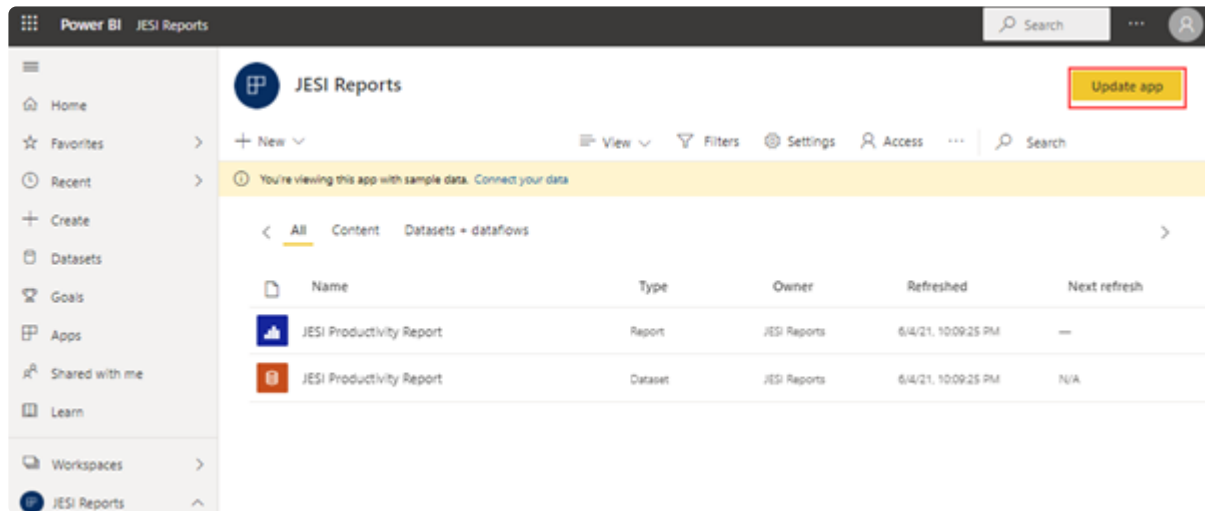 Power BI JESI Reports Search ...
JESI Reports
Update app
Home
Favorites
Recent
Create
Datasets
Goals
Apps
Shared with me
Learn
Workspaces
JESI Reports
New View Filters Settings Access ... Search
You're viewing this app with sample data. Connect your data
All Content Datasets + dataflows
Name Type Owner Refreshed Next refresh
JESI Productivity Report Report JESI Reports 6/4/21, 10:09:25 PM —
JESI Productivity Report Dataset JESI Reports 6/4/21, 10:09:25 PM N/A